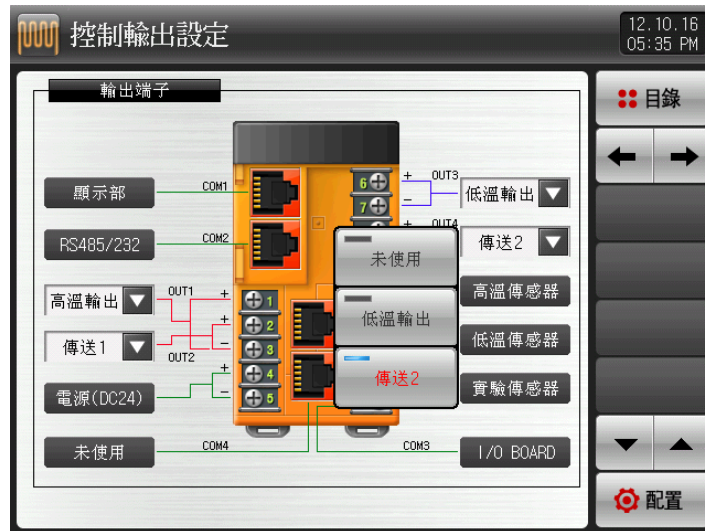 控制輸出設定
12.10.16
05:35 PM
輸出端子
目錄
顯示部
COM1
6
+
OUT3
低溫輸出
7
-
RS485/232
COM2
+
OUT4
傳送2
未使用
高溫輸出
OUT1
+
1
高溫傳感器
+
2
低溫輸出
低溫傳感器
傳送1
OUT2
-
3
+
4
傳送2
電源(DC24)
-
5
實驗傳感器
未使用
COM4
COM3
I/O BOARD
配置